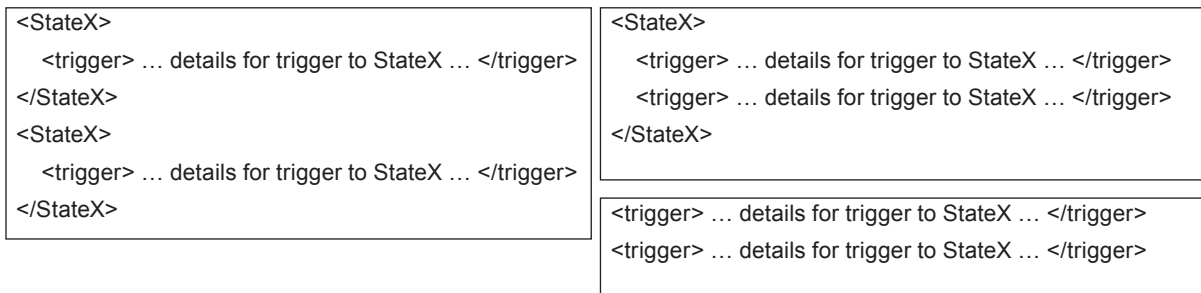 <StateX>
<trigger> … details for trigger to StateX … </trigger>
</StateX>
<StateX>
<trigger> … details for trigger to StateX … </trigger>
</StateX>
<StateX>
<trigger> … details for trigger to StateX … </trigger>
<trigger> … details for trigger to StateX … </trigger>
</StateX>
<trigger> … details for trigger to StateX … </trigger>
<trigger> … details for trigger to StateX … </trigger>